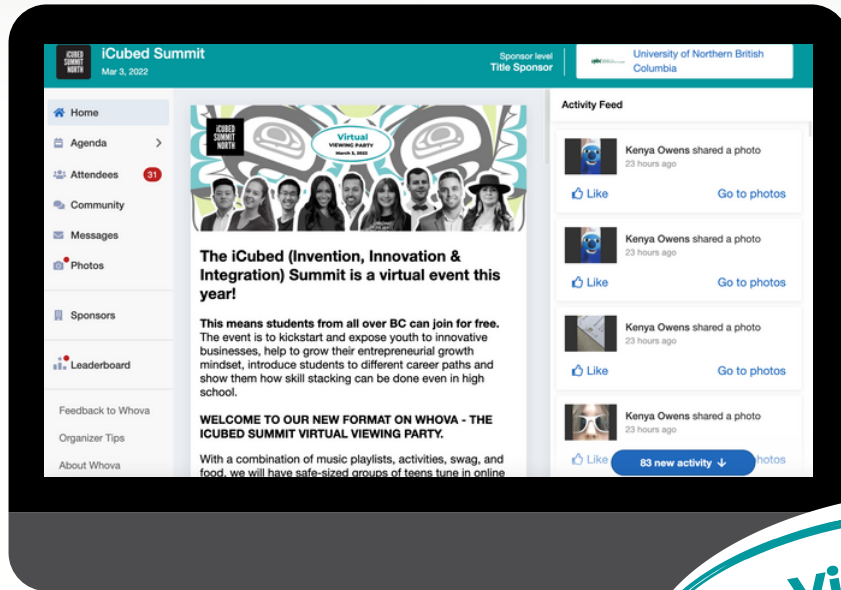 iCUBED
SUMMIT
NORTH
iCubed Summit
Mar 3, 2022
Sponsor level
Title Sponsor
University of Northern British
Columbia
Home
Agenda
Attendees
31
Community
Messages
Photos
Sponsors
Leaderboard
Feedback to Whova
Organizer Tips
About Whova
iCUBED
SUMMIT
NORTH
Virtual
VIEWING PARTY
March 3, 2022
The iCubed (Invention, Innovation &
Integration) Summit is a virtual event this
year!
This means students from all over BC can join for free.
The event is to kickstart and expose youth to innovative
businesses, help to grow their entrepreneurial growth
mindset, introduce students to different career paths and
show them how skill stacking can be done even in high
school.
WELCOME TO OUR NEW FORMAT ON WHOVA - THE
ICUBED SUMMIT VIRTUAL VIEWING PARTY.
With a combination of music playlists, activities, swag, and
food, we will have safe-sized groups of teens tune in online
Activity Feed
Kenya Owens shared a photo
23 hours ago
Like
Go to photos
Kenya Owens shared a photo
23 hours ago
Like
Go to photos
Kenya Owens shared a photo
23 hours ago
Like
Go to photos
Kenya Owens shared a photo
23 hours ago
Like
83 new activity
hotos
Vi